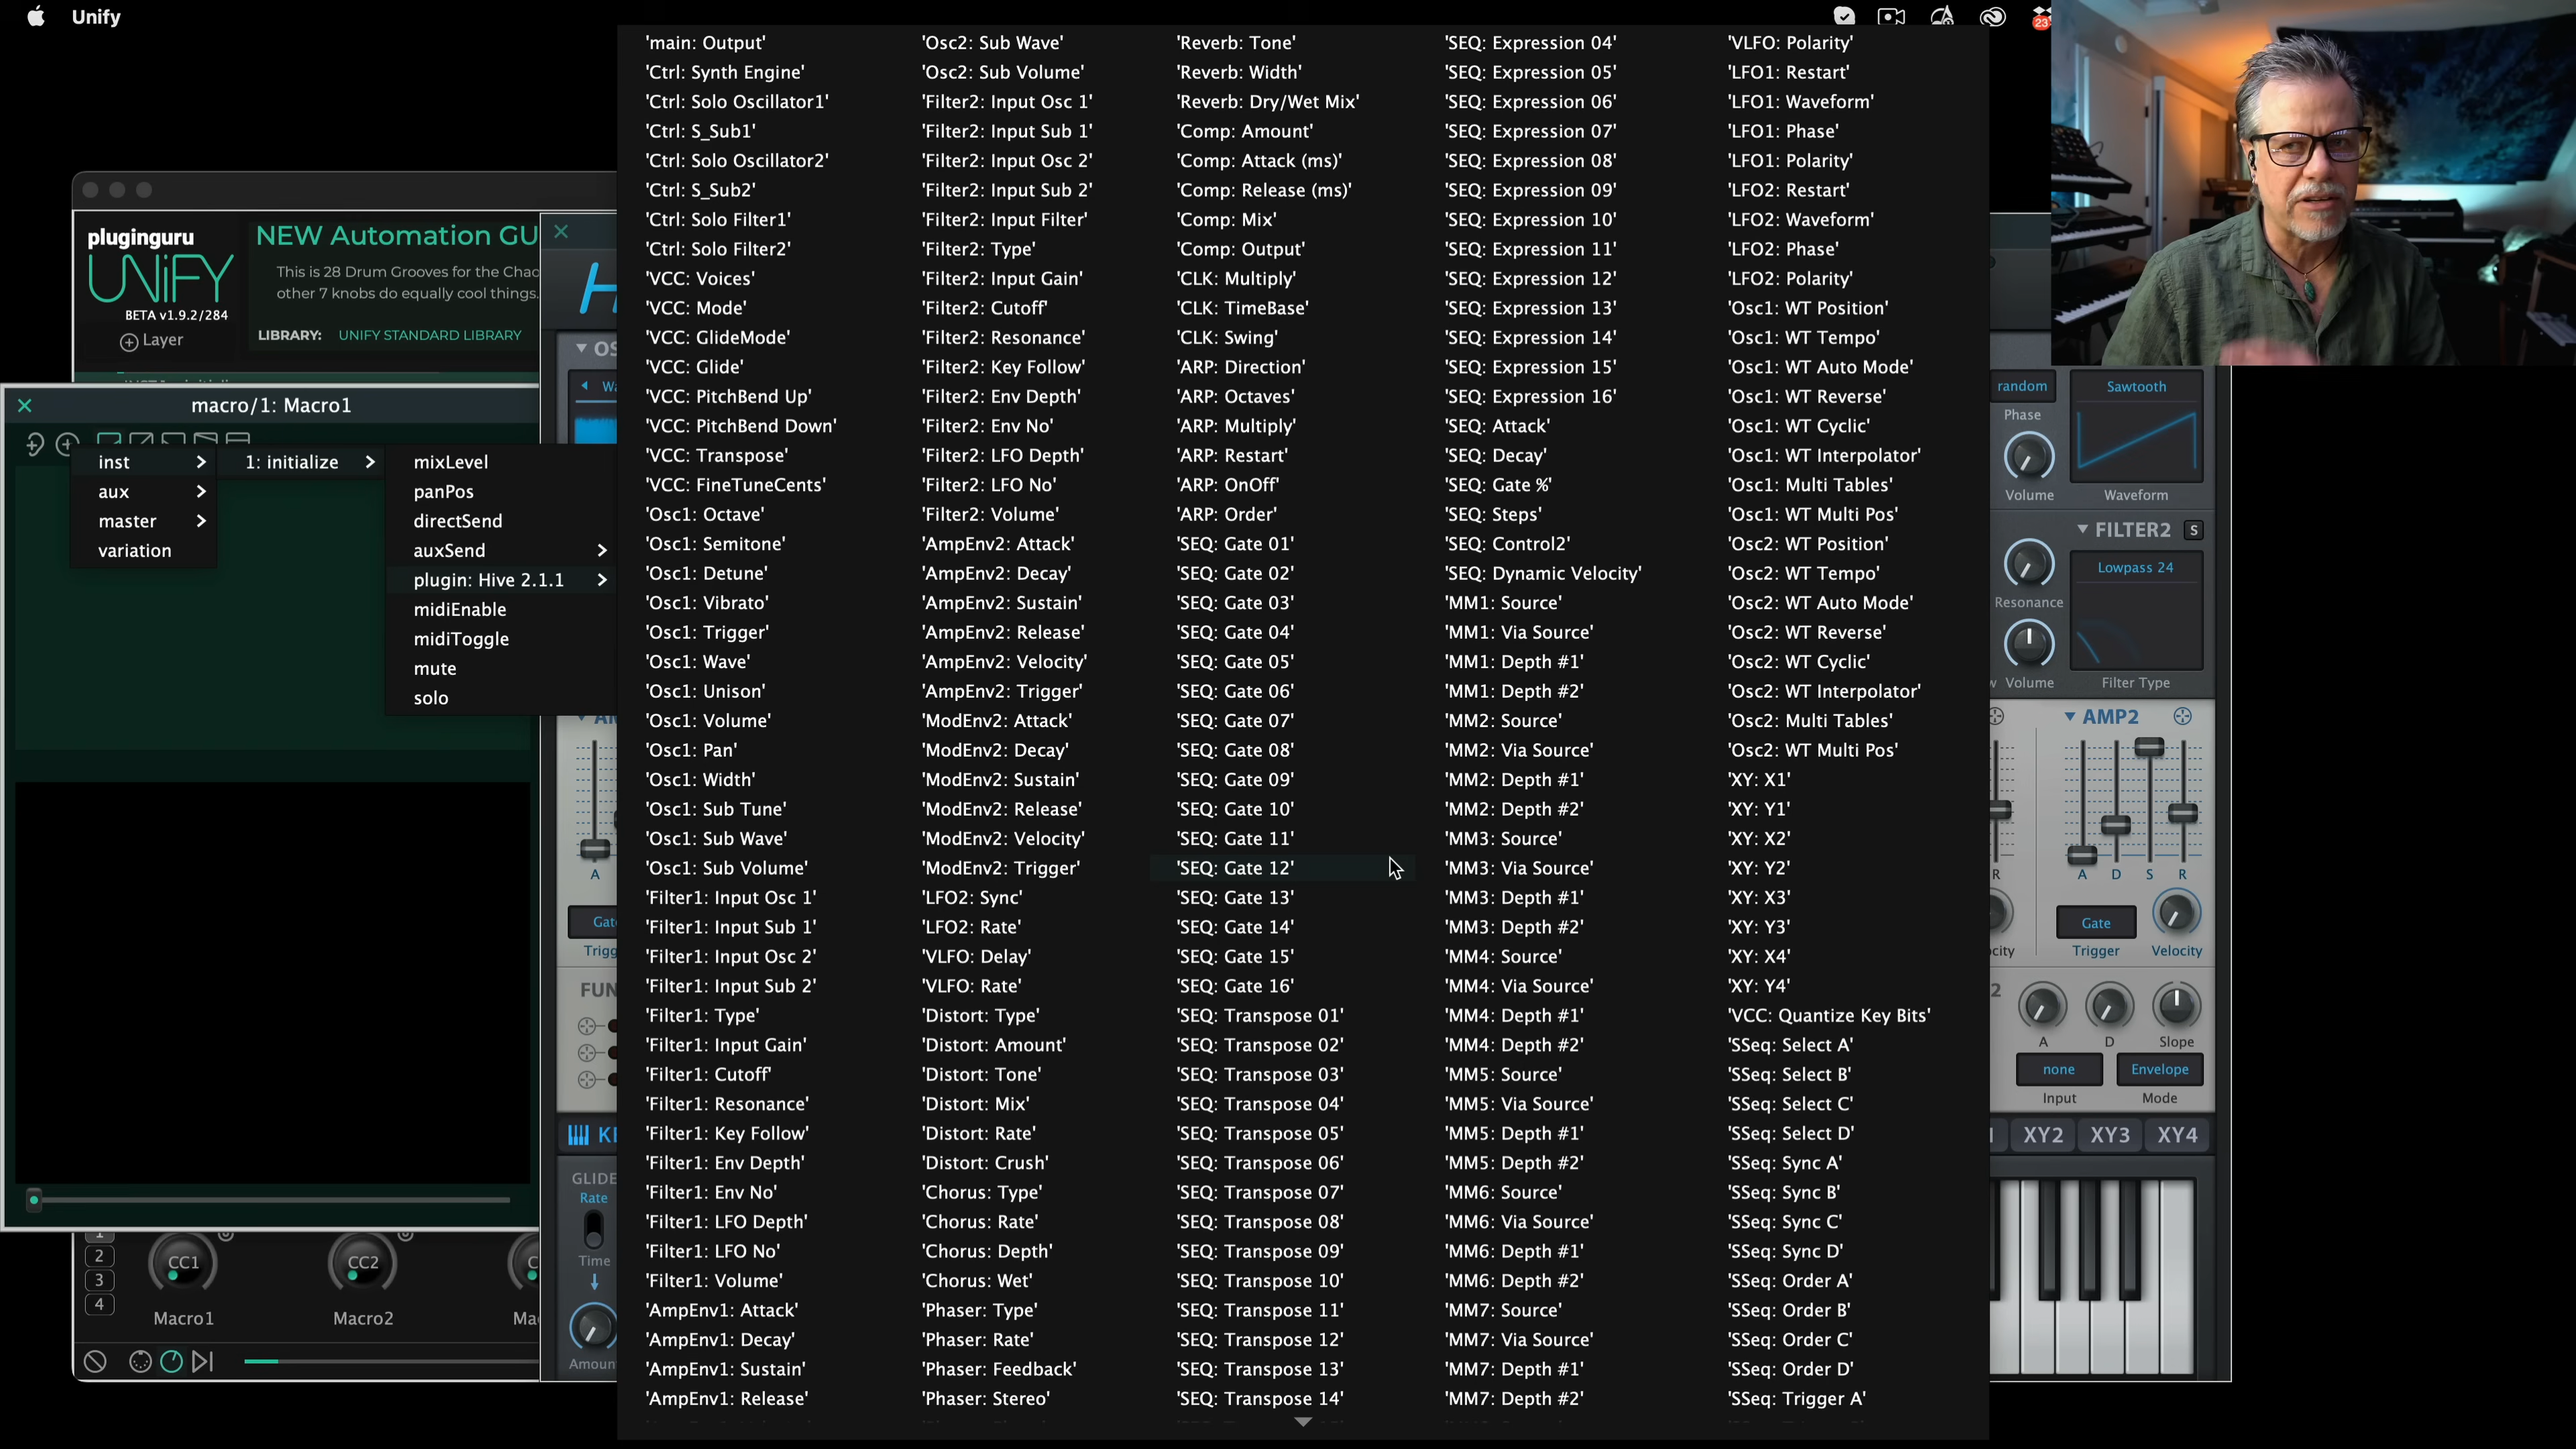 Unify
23
pluginguru
UNiFY
BETA v1.9.2/284
Layer
NEW Automation GU
This is 28 Drum Grooves for the Chao
other 7 knobs do equally cool things.
LIBRARY: UNIFY STANDARD LIBRARY
macro/1: Macro1
inst
aux
master
variation
1: initialize
mixLevel
panPos
directSend
auxSend
plugin: Hive 2.1.1
midiEnable
midiToggle
mute
solo
'main: Output'
'Ctrl: Synth Engine'
'Ctrl: Solo Oscillator1'
'Ctrl: S_Sub1'
'Ctrl: Solo Oscillator2'
'Ctrl: S_Sub2'
'Ctrl: Solo Filter1'
'Ctrl: Solo Filter2'
'VCC: Voices'
'VCC: Mode'
'VCC: GlideMode'
'VCC: Glide'
'VCC: PitchBend Up'
'VCC: PitchBend Down'
'VCC: Transpose'
'VCC: FineTuneCents'
'Osc1: Octave'
'Osc1: Semitone'
'Osc1: Detune'
'Osc1: Vibrato'
'Osc1: Trigger'
'Osc1: Wave'
'Osc1: Unison'
'Osc1: Volume'
'Osc1: Pan'
'Osc1: Width'
'Osc1: Sub Tune'
'Osc1: Sub Wave'
'Osc1: Sub Volume'
'Filter1: Input Osc 1'
'Filter1: Input Sub 1'
'Filter1: Input Osc 2'
'Filter1: Input Sub 2'
'Filter1: Type'
'Filter1: Input Gain'
'Filter1: Cutoff'
'Filter1: Resonance'
'Filter1: Key Follow'
'Filter1: Env Depth'
'Filter1: Env No'
'Filter1: LFO Depth'
'Filter1: LFO No'
'Filter1: Volume'
'AmpEnv1: Attack'
'AmpEnv1: Decay'
'AmpEnv1: Sustain'
'AmpEnv1: Release'
'Osc2: Sub Wave'
'Osc2: Sub Volume'
'Filter2: Input Osc 1'
'Filter2: Input Sub 1'
'Filter2: Input Osc 2'
'Filter2: Input Sub 2'
'Filter2: Input Filter'
'Filter2: Type'
'Filter2: Input Gain'
'Filter2: Cutoff'
'Filter2: Resonance'
'Filter2: Key Follow'
'Filter2: Env Depth'
'Filter2: Env No'
'Filter2: LFO Depth'
'Filter2: LFO No'
'Filter2: Volume'
'AmpEnv2: Attack'
'AmpEnv2: Decay'
'AmpEnv2: Sustain'
'AmpEnv2: Release'
'AmpEnv2: Velocity'
'AmpEnv2: Trigger'
'ModEnv2: Attack'
'ModEnv2: Decay'
'ModEnv2: Sustain'
'ModEnv2: Release'
'ModEnv2: Velocity'
'ModEnv2: Trigger'
'LFO2: Sync'
'LFO2: Rate'
'VLFO: Delay'
'VLFO: Rate'
'Distort: Type'
'Distort: Amount'
'Distort: Tone'
'Distort: Mix'
'Distort: Rate'
'Distort: Crush'
'Chorus: Type'
'Chorus: Rate'
'Chorus: Depth'
'Chorus: Wet'
'Phaser: Type'
'Phaser: Rate'
'Phaser: Feedback'
'Phaser: Stereo'
'Reverb: Tone'
'Reverb: Width'
'Reverb: Dry/Wet Mix'
'Comp: Amount'
'Comp: Attack (ms)'
'Comp: Release (ms)'
'Comp: Mix'
'Comp: Output'
'CLK: Multiply'
'CLK: TimeBase'
'CLK: Swing'
'ARP: Direction'
'ARP: Octaves'
'ARP: Multiply'
'ARP: Restart'
'ARP: OnOff'
'ARP: Order'
'SEQ: Gate 01'
'SEQ: Gate 02'
'SEQ: Gate 03'
'SEQ: Gate 04'
'SEQ: Gate 05'
'SEQ: Gate 06'
'SEQ: Gate 07'
'SEQ: Gate 08'
'SEQ: Gate 09'
'SEQ: Gate 10'
'SEQ: Gate 11'
'SEQ: Gate 12'
'SEQ: Gate 13'
'SEQ: Gate 14'
'SEQ: Gate 15'
'SEQ: Gate 16'
'SEQ: Transpose 01'
'SEQ: Transpose 02'
'SEQ: Transpose 03'
'SEQ: Transpose 04'
'SEQ: Transpose 05'
'SEQ: Transpose 06'
'SEQ: Transpose 07'
'SEQ: Transpose 08'
'SEQ: Transpose 09'
'SEQ: Transpose 10'
'SEQ: Transpose 11'
'SEQ: Transpose 12'
'SEQ: Transpose 13'
'SEQ: Transpose 14'
'SEQ: Expression 04'
'SEQ: Expression 05'
'SEQ: Expression 06'
'SEQ: Expression 07'
'SEQ: Expression 08'
'SEQ: Expression 09'
'SEQ: Expression 10'
'SEQ: Expression 11'
'SEQ: Expression 12'
'SEQ: Expression 13'
'SEQ: Expression 14'
'SEQ: Expression 15'
'SEQ: Expression 16'
'SEQ: Attack'
'SEQ: Decay'
'SEQ: Gate %'
'SEQ: Steps'
'SEQ: Control2'
'SEQ: Dynamic Velocity'
'MM1: Source'
'MM1: Via Source'
'MM1: Depth #1'
'MM1: Depth #2'
'MM2: Source'
'MM2: Via Source'
'MM2: Depth #1'
'MM2: Depth #2'
'MM3: Source'
'MM3: Via Source'
'MM3: Depth #1'
'MM3: Depth #2'
'MM4: Source'
'MM4: Via Source'
'MM4: Depth #1'
'MM4: Depth #2'
'MM5: Source'
'MM5: Via Source'
'MM5: Depth #1'
'MM5: Depth #2'
'MM6: Source'
'MM6: Via Source'
'MM6: Depth #1'
'MM6: Depth #2'
'MM7: Source'
'MM7: Via Source'
'MM7: Depth #1'
'MM7: Depth #2'
'VLFO: Polarity'
'LFO1: Restart'
'LFO1: Waveform'
'LFO1: Phase'
'LFO1: Polarity'
'LFO2: Restart'
'LFO2: Waveform'
'LFO2: Phase'
'LFO2: Polarity'
'Osc1: WT Position'
'Osc1: WT Tempo'
'Osc1: WT Auto Mode'
'Osc1: WT Reverse'
'Osc1: WT Cyclic'
'Osc1: WT Interpolator'
'Osc1: Multi Tables'
'Osc1: WT Multi Pos'
'Osc2: WT Position'
'Osc2: WT Tempo'
'Osc2: WT Auto Mode'
'Osc2: WT Reverse'
'Osc2: WT Cyclic'
'Osc2: WT Interpolator'
'Osc2: Multi Tables'
'Osc2: WT Multi Pos'
'XY: X1'
'XY: Y1'
'XY: X2'
'XY: Y2'
'XY: X3'
'XY: Y3'
'XY: X4'
'XY: Y4'
'VCC: Quantize Key Bits'
'SSeq: Select A'
'SSeq: Select B'
'SSeq: Select C'
'SSeq: Select D'
'SSeq: Sync A'
'SSeq: Sync B'
'SSeq: Sync C'
'SSeq: Sync D'
'SSeq: Order A'
'SSeq: Order B'
'SSeq: Order C'
'SSeq: Order D'
'SSeq: Trigger A'
OS
Wa
A
Gate
Trigg
FUN
KE
GLIDE
Rate
Time
Amoun
random
Phase
Volume
Sawtooth
Waveform
FILTER2 S
Lowpass 24
Resonance
w Volume
Filter Type
AMP2
R
A D S R
Gate
ocity
Trigger
Velocity
2
A D Slope
none
Envelope
Input
Mode
XY2 XY3 XY4
1
2
3
4
CC1
CC2
C
Macro1
Macro2
Ma